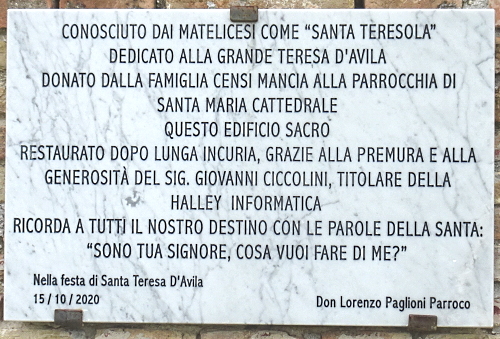 CONOSCIUTO DAI MATELICESI COME “SANTA TERESOLA”
DEDICATO ALLA GRANDE TERESA D'AVILA
DONATO DALLA FAMIGLIA CENSI MANCIA ALLA PARROCCHIA DI
SANTA MARIA CATTEDRALE
QUESTO EDIFICIO SACRO
RESTAURATO DOPO LUNGA INCURIA, GRAZIE ALLA PREMURA E ALLA
GENEROSITÀ DEL SIG. GIOVANNI CICCOLINI, TITOLARE DELLA
HALLEY INFORMATICA
RICORDA A TUTTI IL NOSTRO DESTINO CON LE PAROLE DELLA SANTA:
“SONO TUA SIGNORE, COSA VUOI FARE DI ME?”
Nella festa di Santa Teresa D'Avila
15 / 10 / 2020
Don Lorenzo Paglioni Parroco